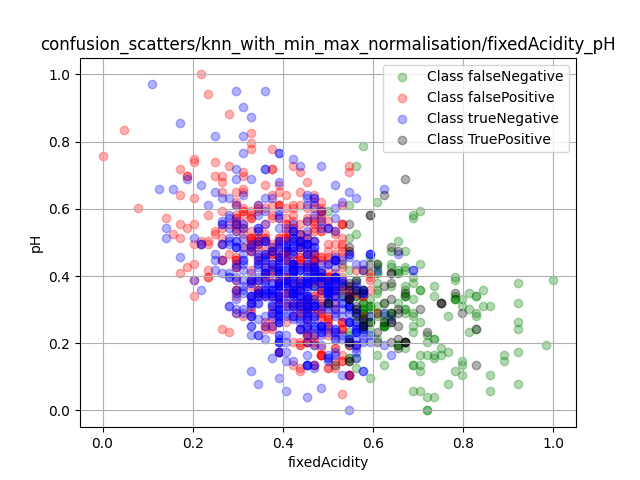 confusion_scatters/knn_with_min_max_normalisation/fixedAcidity_pH
Class falseNegative
Class falsePositive
Class trueNegative
Class TruePositive
1.0
0.8
0.6
0.4
0.2
0.0
pH
0.0 0.2 0.4 0.6 0.8 1.0
fixedAcidity